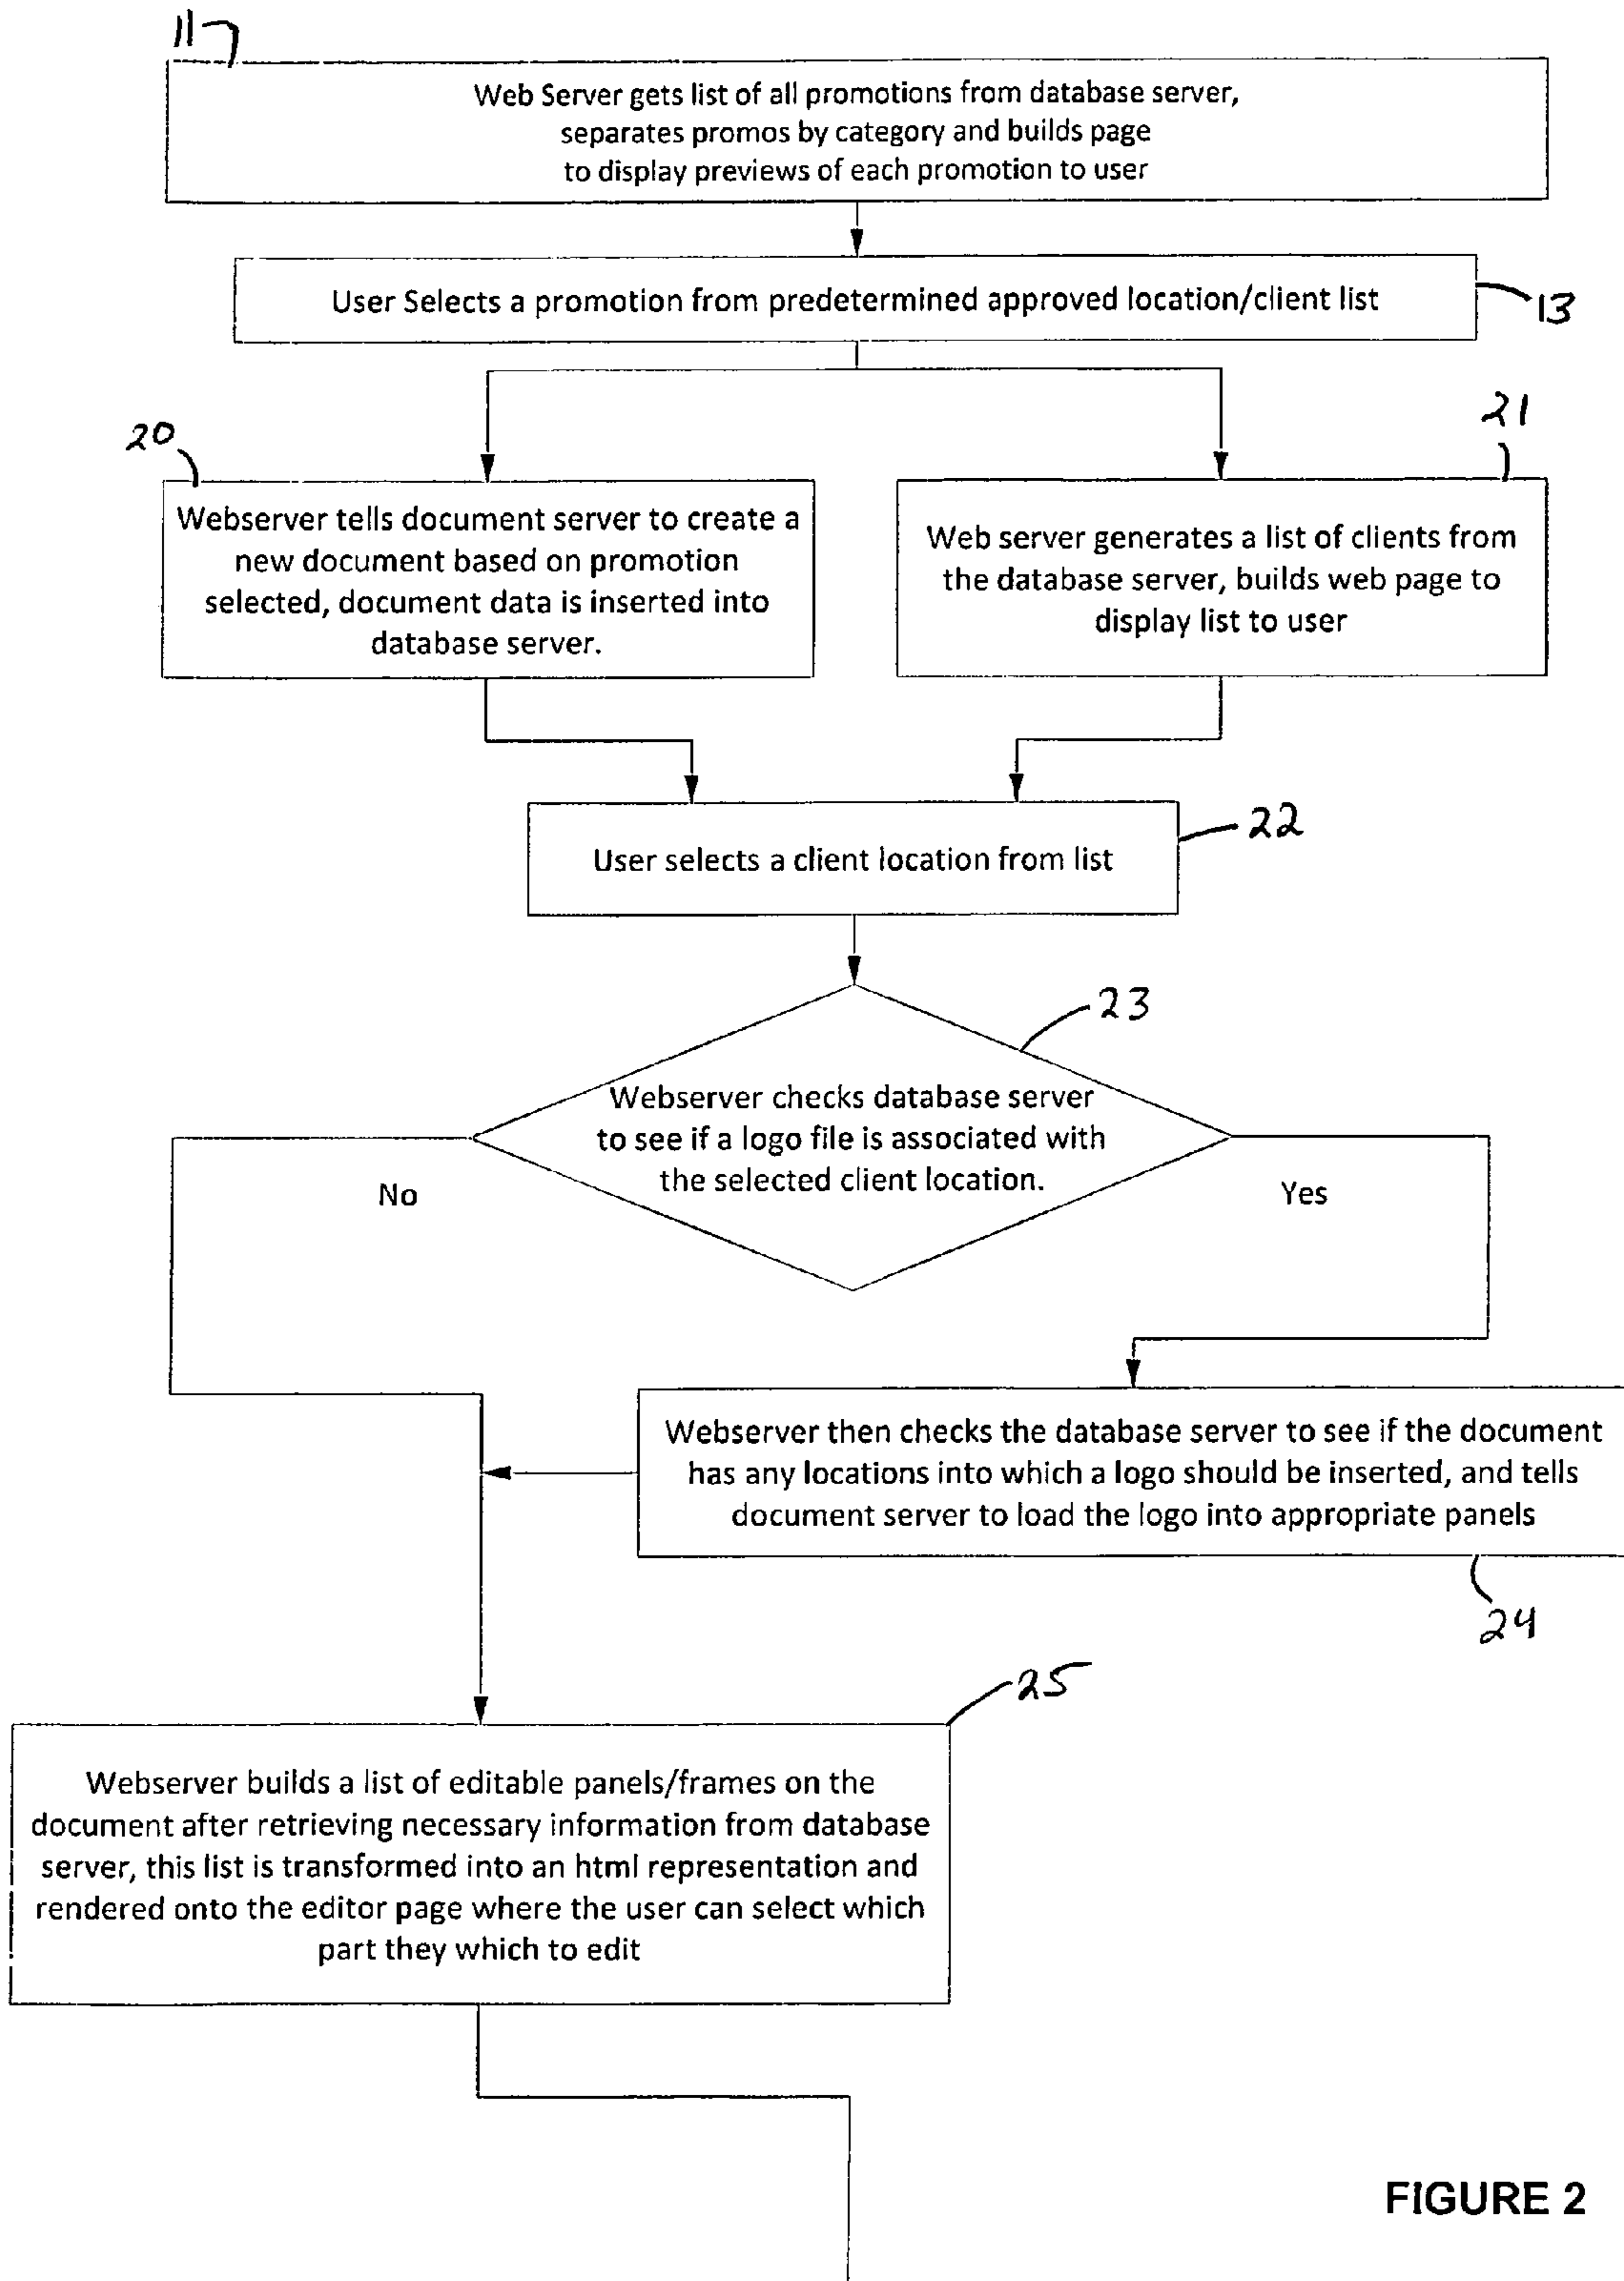 11
Web Server gets list of all promotions from database server,
separates promos by category and builds page
to display previews of each promotion to user
User Selects a promotion from predetermined approved location/client list
13
20
Webserver tells document server to create a
new document based on promotion
selected, document data is inserted into
database server.
21
Web server generates a list of clients from
the database server, builds web page to
display list to user
User selects a client location from list
22
23
Webserver checks database server
to see if a logo file is associated with
the selected client location.
No
Yes
Webserver then checks the database server to see if the document
has any locations into which a logo should be inserted, and tells
document server to load the logo into appropriate panels
24
25
Webserver builds a list of editable panels/frames on the
document after retrieving necessary information from database
server, this list is transformed into an html representation and
rendered onto the editor page where the user can select which
part they which to edit
FIGURE 2